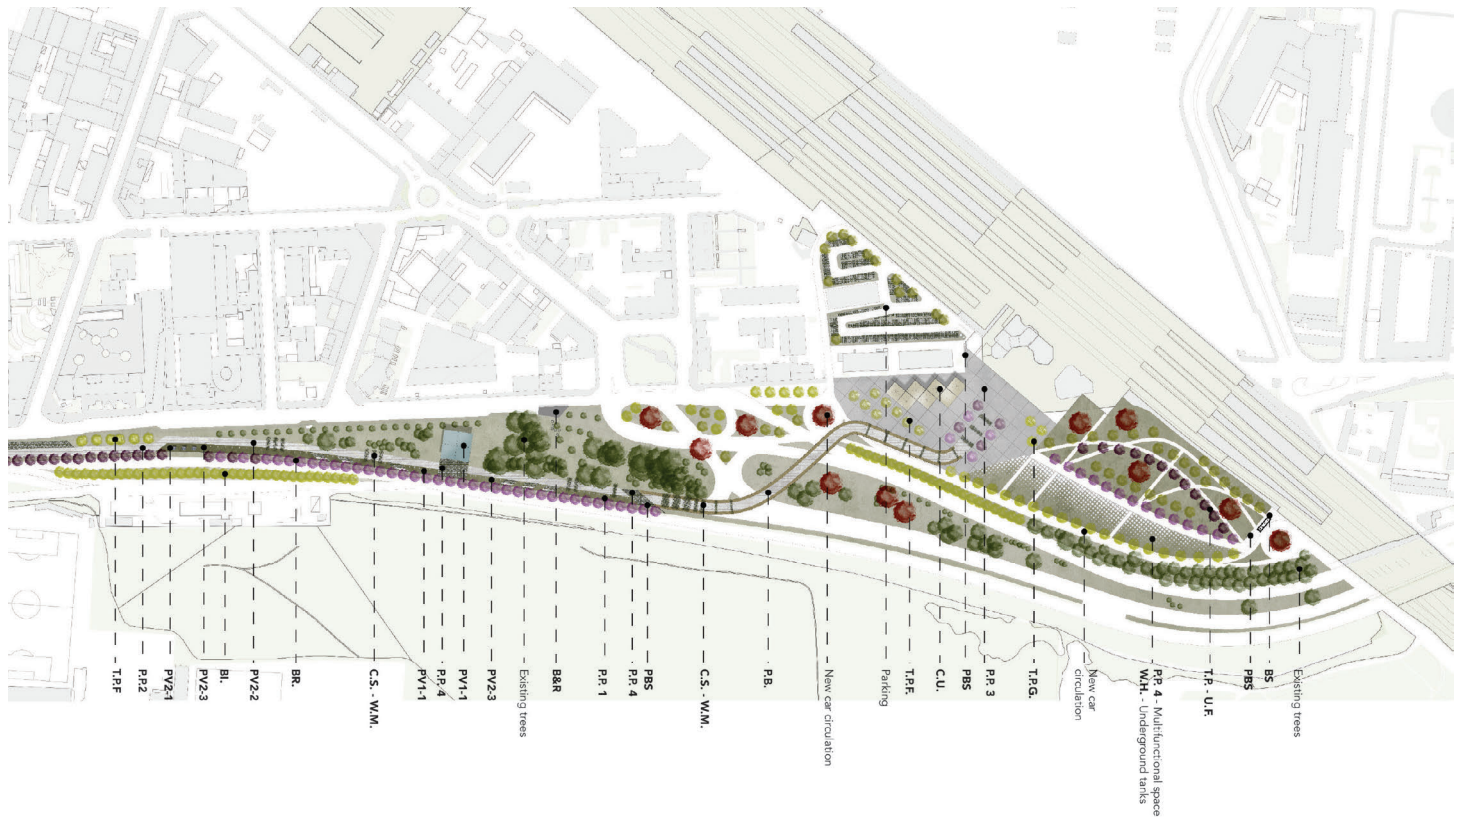 - T.P.F
P.P.2
PV2-1
PV2-3
BI.
PV2-2
BR.
C.S. - W.M.
PV1-1
P.P. 4
PV1-1
PV2-3
Existing trees
B&R
P.P. 1
P.P. 4
PBS
C.S. - W.M.
P.B.
New car circulation
Parking
T.P.F.
C.U.
PBS
P.P. 3
T.P.G.
New car
circulation
P.P. 4 - Multifunctional space
W.H. - Underground tanks
T.P. - U.F.
PBS
BS
Existing trees